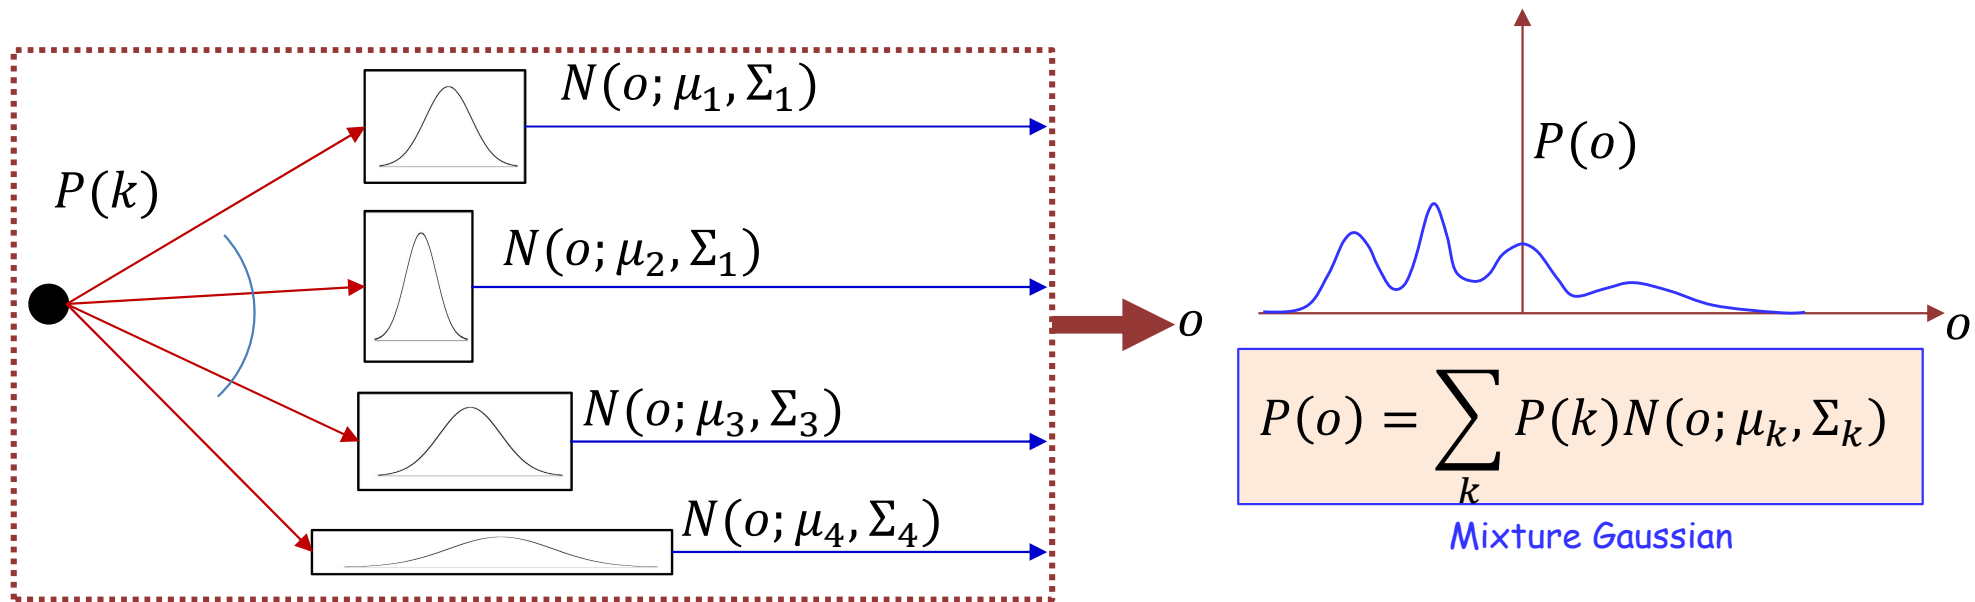 P(k)
N(o; μ₁, Σ₁)
N(o; μ₂, Σ₁)
N(o; μ₃, Σ₃)
N(o; μ₄, Σ₄)
o
P(o)
o
P(o) = ∑ₖ P(k)N(o; μₖ, Σₖ)
Mixture Gaussian